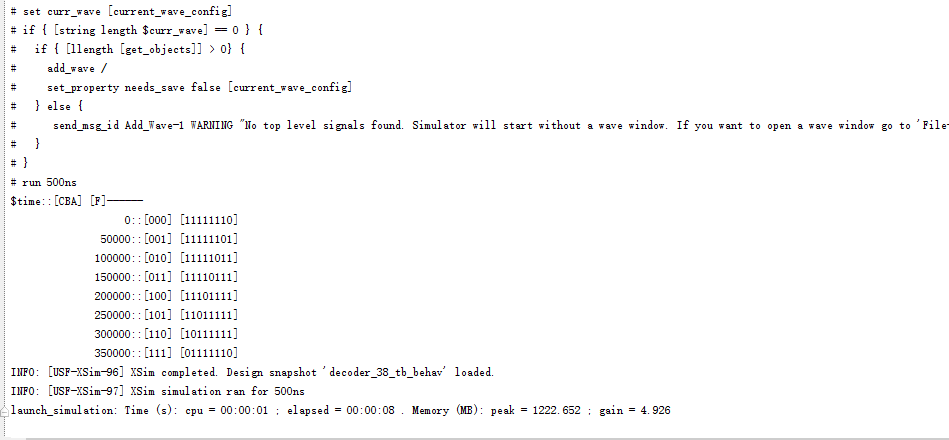 # set curr_wave [current_wave_config]
# if { [string length $curr_wave] == 0 } {
#   if { [llength [get_objects]] > 0} {
#     add_wave /
#     set_property needs_save false [current_wave_config]
#   } else {
#      send_msg_id Add_Wave-1 WARNING "No top level signals found. Simulator will start without a wave window. If you want to open a wave window go to 'File-
#   }
# }
# run 500ns
$time::[CBA] [F]------
0::[000] [11111110]
50000::[001] [11111101]
100000::[010] [11111011]
150000::[011] [11110111]
200000::[100] [11101111]
250000::[101] [11011111]
300000::[110] [10111111]
350000::[111] [01111110]
INFO: [USF-XSim-96] XSim completed. Design snapshot 'decoder_38_tb_behav' loaded.
INFO: [USF-XSim-97] XSim simulation ran for 500ns
launch_simulation: Time (s): cpu = 00:00:01 ; elapsed = 00:00:08 . Memory (MB): peak = 1222.652 ; gain = 4.926